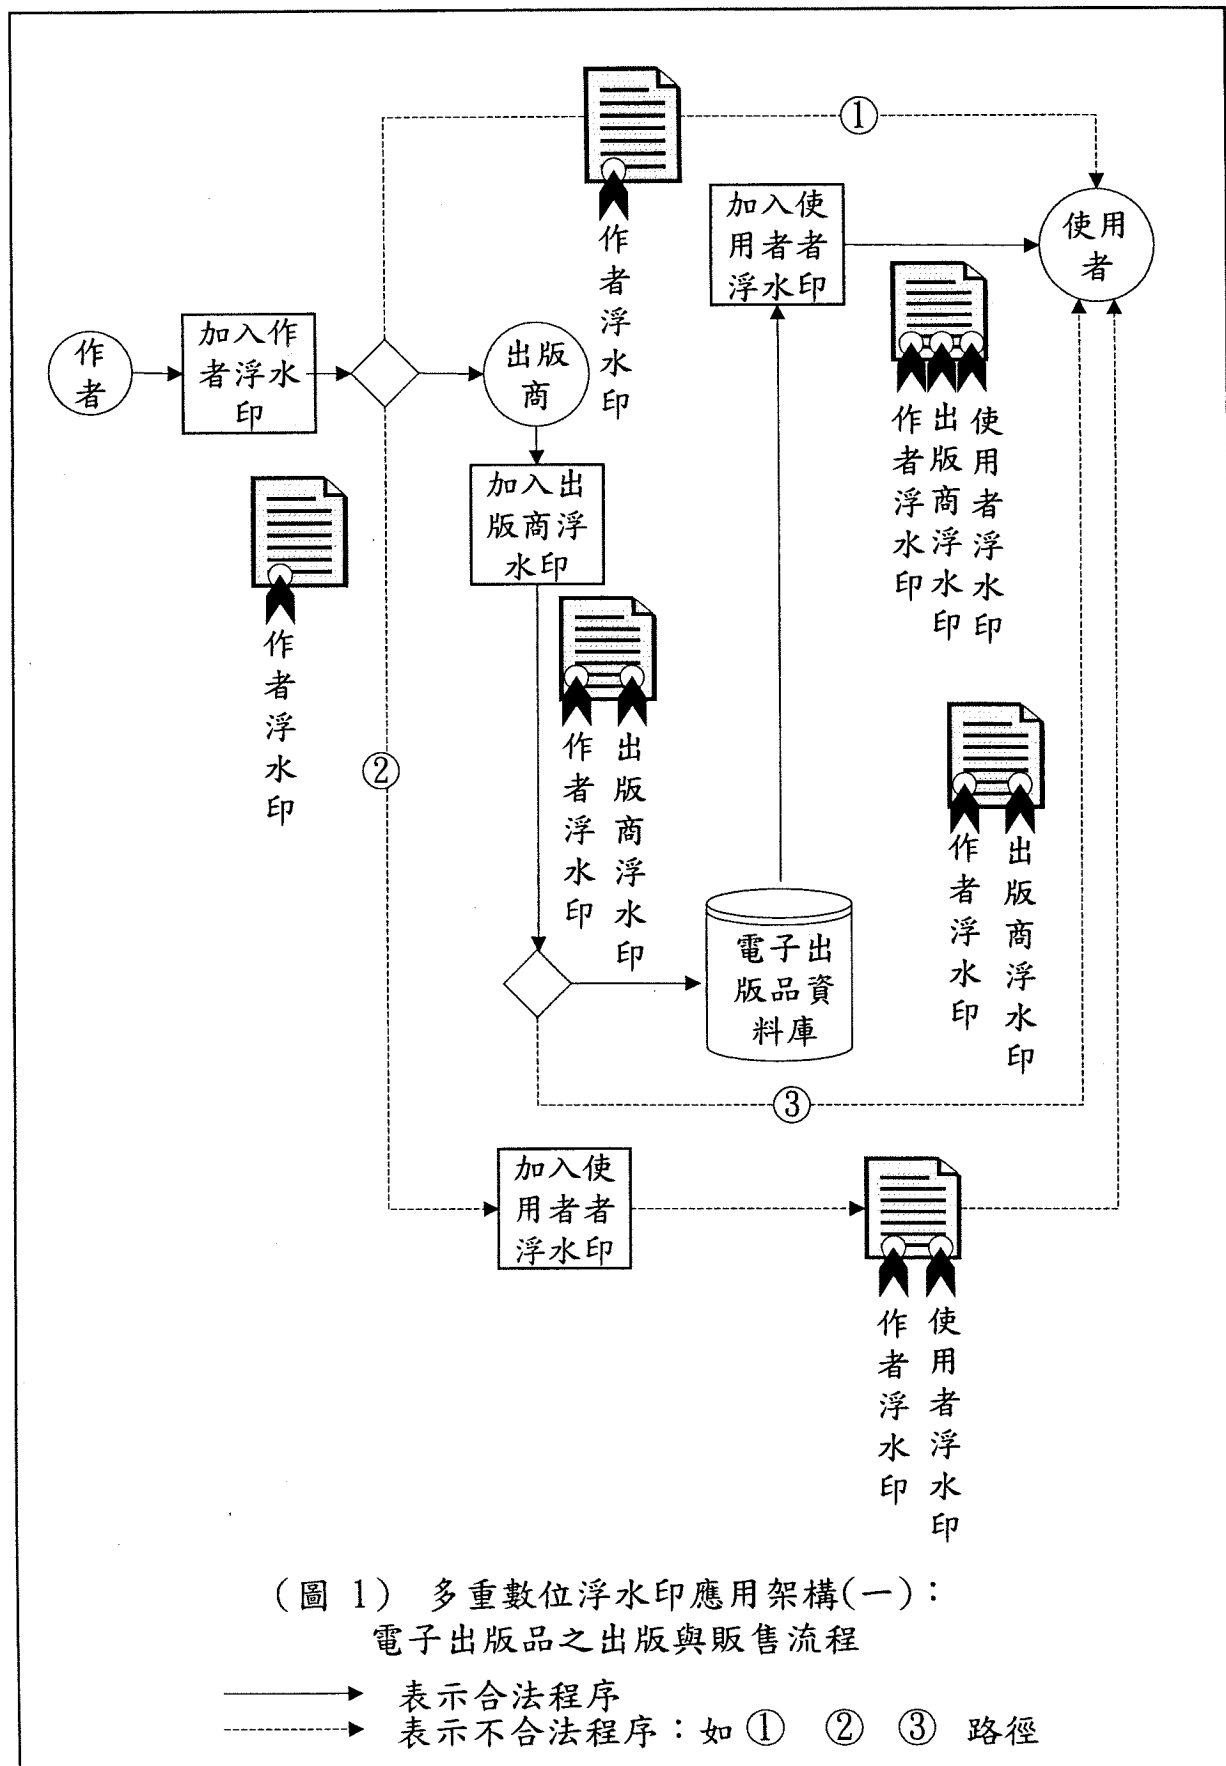 ①
作者浮水印
加入使
用者者
浮水印
使用
者
作
者
加入作
者浮水
印
出版
商
作者浮水印
出版商浮水印
使用者浮水印
加入出
版商浮
水印
作者浮水印
②
作者浮水印
出版商浮水印
作者浮水印
出版商浮水印
電子出
版品資
料庫
③
加入使
用者者
浮水印
作者浮水印
使用者浮水印
(圖 1) 多重數位浮水印應用架構(一):
電子出版品之出版與販售流程
表示合法程序
表示不合法程序:如 ① ② ③ 路徑